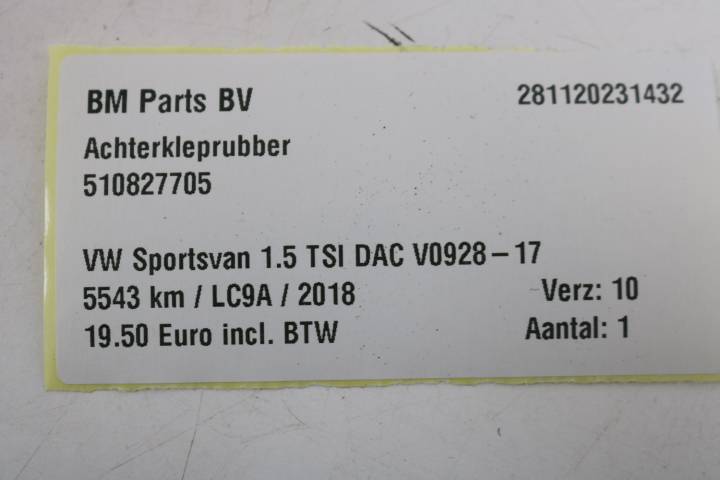 BM Parts BV 281120231432
Achterkleprubber
510827705
VW Sportsvan 1.5 TSI DAC V0928-17
5543 km / LC9A / 2018 Verz: 10
19.50 Euro incl. BTW Aantal: 1